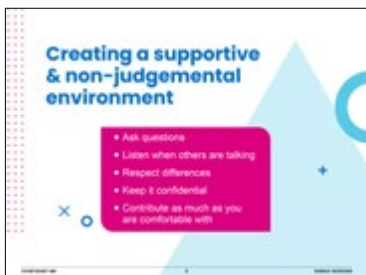 Creating a supportive
& non-judgemental
environment
• Ask questions
• Listen when others are talking
• Respect differences
• Keep it confidential
• Contribute as much as you
are comfortable with